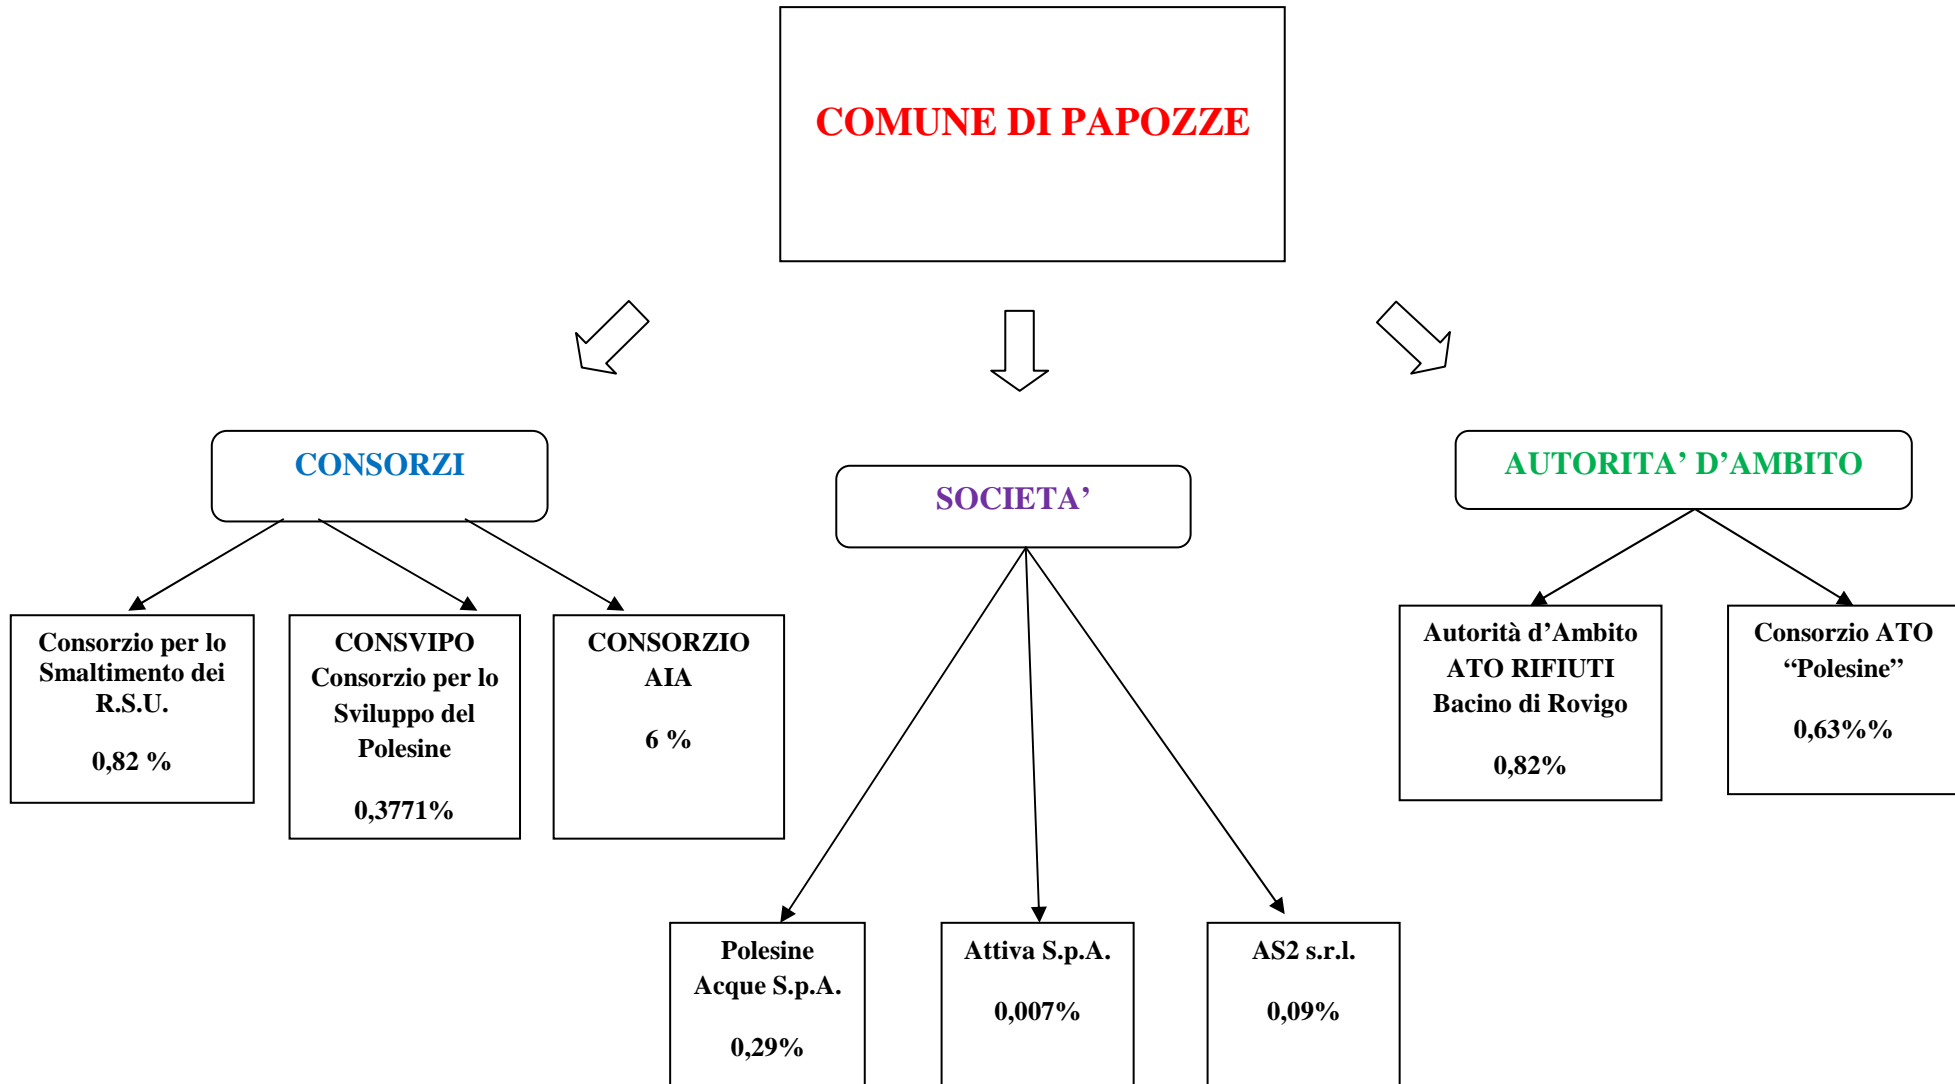 COMUNE DI PAPOZZE
CONSORZI
SOCIETA’
AUTORITA’ D’AMBITO
Consorzio per lo
Smaltimento dei
R.S.U.
0,82 %
CONSVIPO
Consorzio per lo
Sviluppo del
Polesine
0,3771%
CONSORZIO
AIA
6 %
Autorità d’Ambito
ATO RIFIUTI
Bacino di Rovigo
0,82%
Consorzio ATO
“Polesine”
0,63%%
Polesine
Acque S.p.A.
0,29%
Attiva S.p.A.
0,007%
AS2 s.r.l.
0,09%